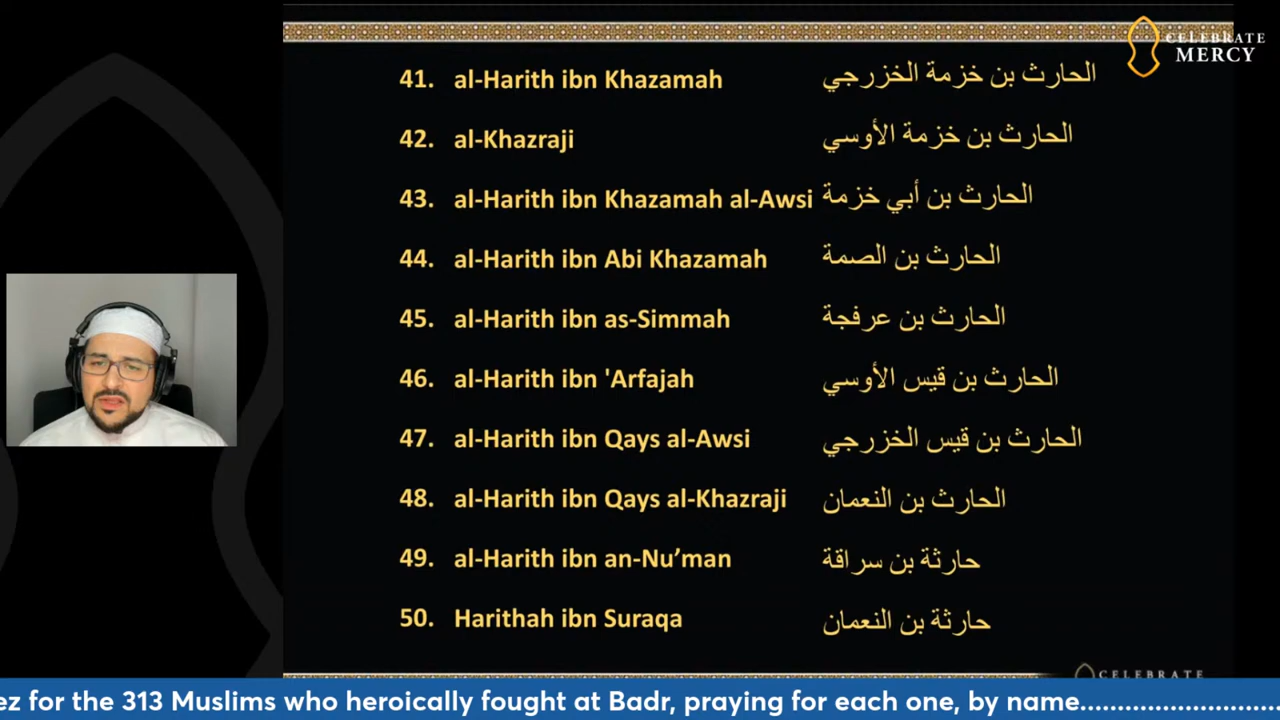 CELEBRATE
MERCY
41. al-Harith ibn Khazamah الحارث بن خزمة الخزرجي
42. al-Khazraji الحارث بن خزمة الأوسي
43. al-Harith ibn Khazamah al-Awsi الحارث بن أبي خزمة
44. al-Harith ibn Abi Khazamah الحارث بن الصمة
45. al-Harith ibn as-Simmah الحارث بن عرفجة
46. al-Harith ibn 'Arfajah الحارث بن قيس الأوسي
47. al-Harith ibn Qays al-Awsi الحارث بن قيس الخزرجي
48. al-Harith ibn Qays al-Khazraji الحارث بن النعمان
49. al-Harith ibn an-Nu’man حارثة بن سراقة
50. Harithah ibn Suraqa حارثة بن النعمان
CELEBRATE
for the 313 Muslims who heroically fought at Badr, praying for each one, by name..............................